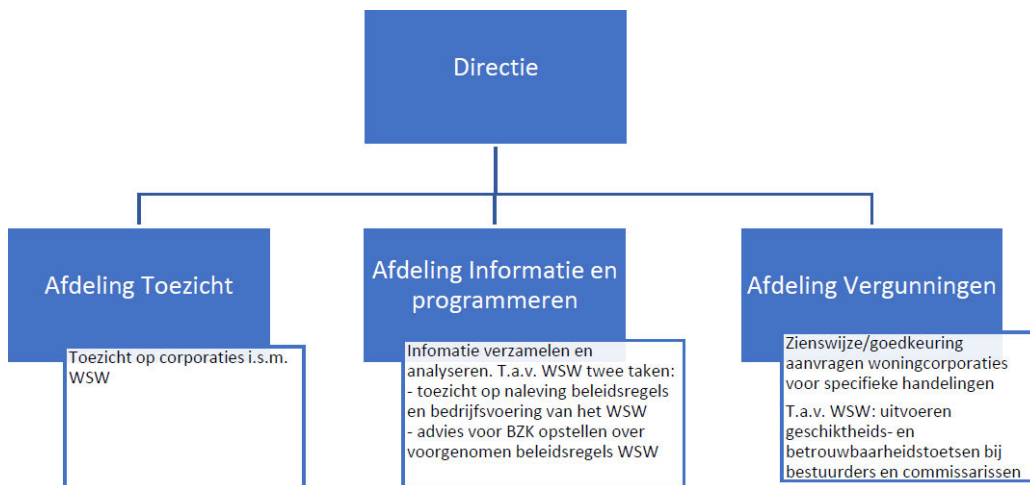 Directie
Afdeling Toezicht
Toezicht op corporaties i.s.m.
WSW
Afdeling Informatie en
programmeren
Infomatie verzamelen en
analyseren. T.a.v. WSW twee taken:
- toezicht op naleving beleidsregels
en bedrijfsvoering van het WSW
- advies voor BZK opstellen over
voorgenomen beleidsregels WSW
Afdeling Vergunningen
Zienswijze/goedkeuring
aanvragen woningcorporaties
voor specifieke handelingen
T.a.v. WSW: uitvoeren
geschiktheids- en
betrouwbaarheidstoetsen bij
bestuurders en commissarissen